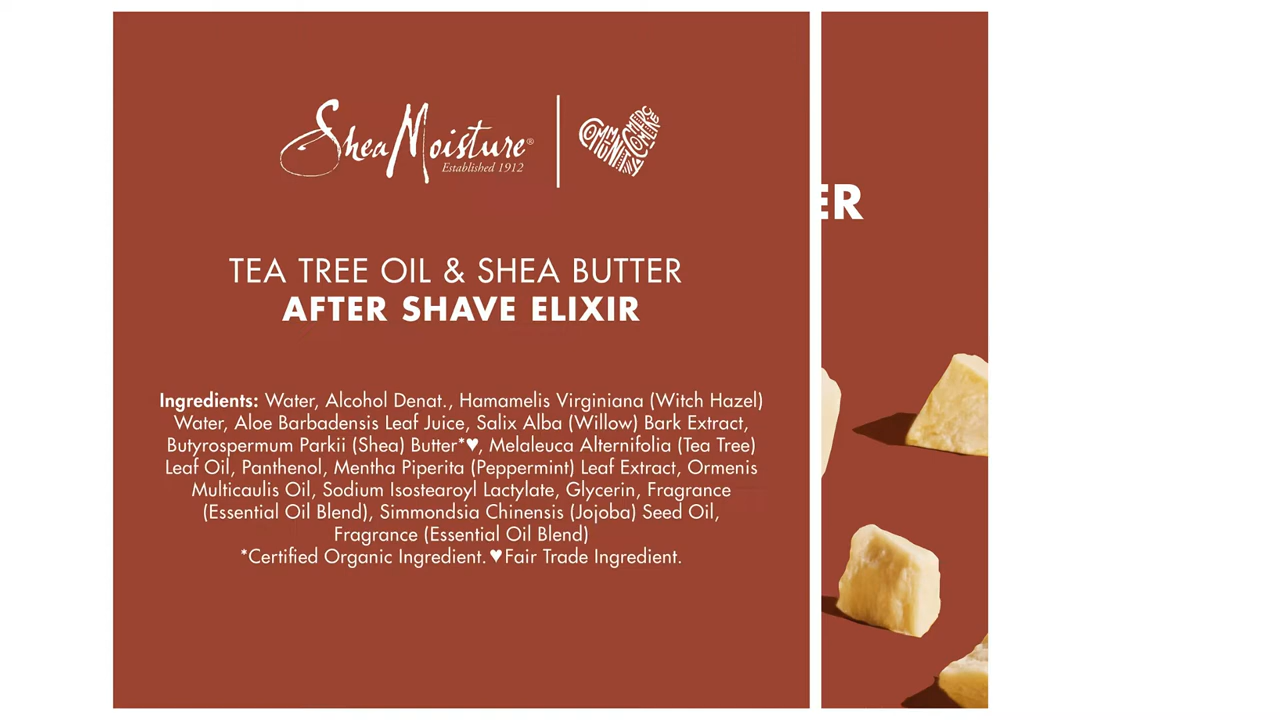 SheaMoisture®
Established 1912
COMMUNITY COMMERCE
TEA TREE OIL & SHEA BUTTER
AFTER SHAVE ELIXIR
Ingredients: Water, Alcohol Denat., Hamamelis Virginiana (Witch Hazel)
Water, Aloe Barbadensis Leaf Juice, Salix Alba (Willow) Bark Extract,
Butyrospermum Parkii (Shea) Butter*♥, Melaleuca Alternifolia (Tea Tree)
Leaf Oil, Panthenol, Mentha Piperita (Peppermint) Leaf Extract, Ormenis
Multicaulis Oil, Sodium Isostearoyl Lactylate, Glycerin, Fragrance
(Essential Oil Blend), Simmondsia Chinensis (Jojoba) Seed Oil,
Fragrance (Essential Oil Blend)
*Certified Organic Ingredient.♥Fair Trade Ingredient.
ER